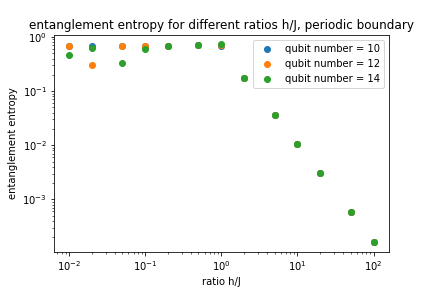 entanglement entropy for different ratios h/J, periodic boundary
10⁰
10⁻¹
10⁻²
10⁻³
entanglement entropy
qubit number = 10
qubit number = 12
qubit number = 14
10⁻²
10⁻¹
10⁰
10¹
10²
ratio h/J